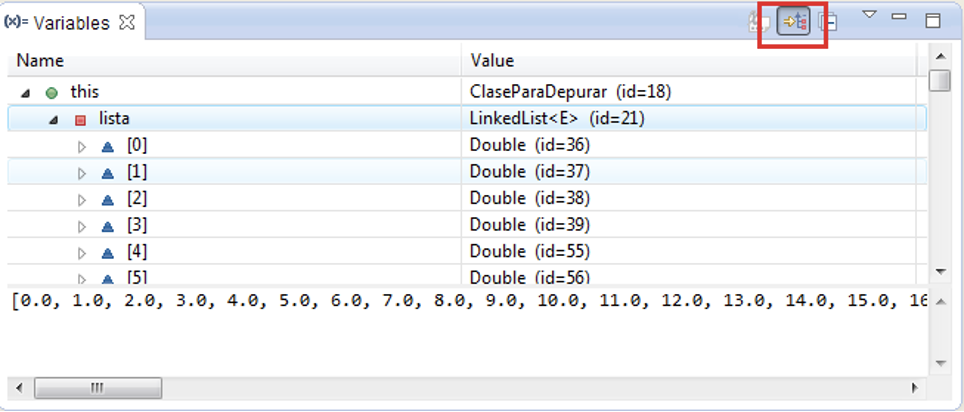 (x)= Variables
Name Value
this ClaseParaDepurar (id=18)
lista LinkedList<E> (id=21)
[0] Double (id=36)
[1] Double (id=37)
[2] Double (id=38)
[3] Double (id=39)
[4] Double (id=55)
[5] Double (id=56)
[0.0, 1.0, 2.0, 3.0, 4.0, 5.0, 6.0, 7.0, 8.0, 9.0, 10.0, 11.0, 12.0, 13.0, 14.0, 15.0, 16